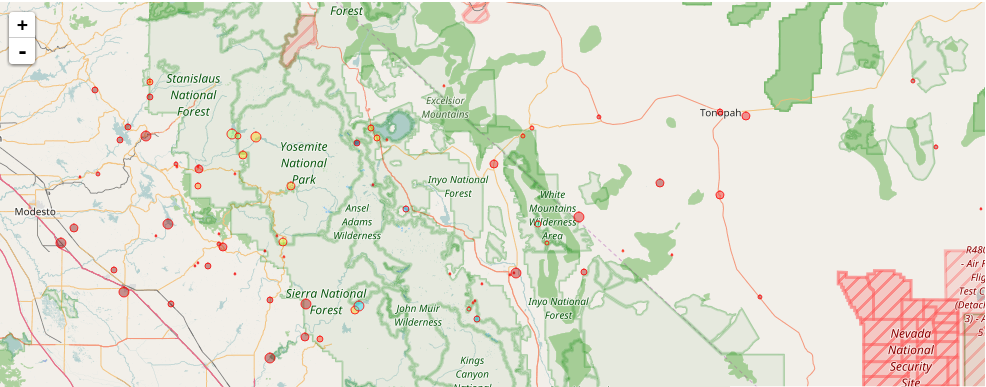 +
-
Forest
Stanislaus
National
Forest
Excelsior
Mountains
Tonopah
Yosemite
National
Park
Inyo National
Forest
White
Mountains
Wilderness
Area
Ansel
Adams
Wilderness
Modesto
Sierra National
Forest
John Muir
Wilderness
Inyo National
Forest
Kings
Canyon
National
R480
- Air F
Flig
Test C
(Detach
3) - A
5
Nevada
National
Security
Site